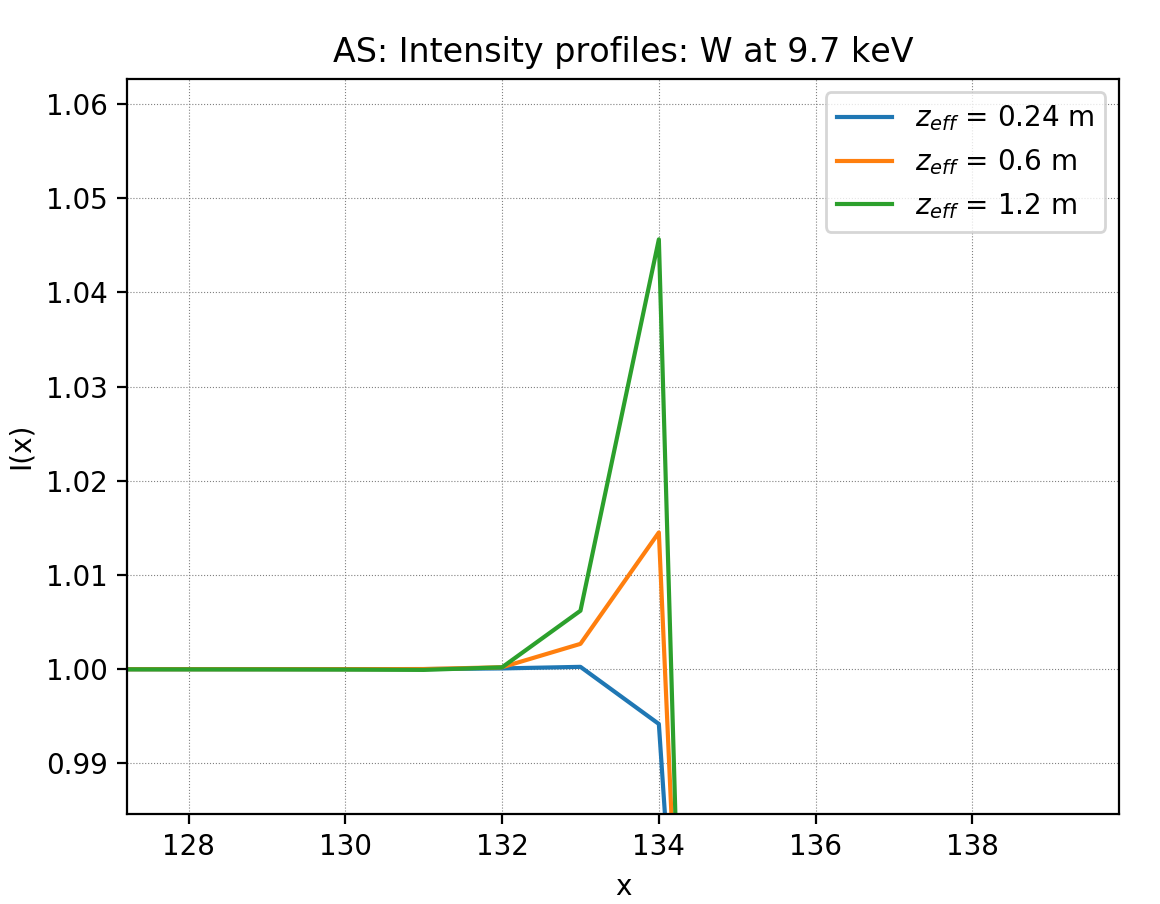 AS: Intensity profiles: W at 9.7 keV
1.06
1.05
1.04
1.03
1.02
1.01
1.00
0.99
I(x)
z_eff = 0.24 m
z_eff = 0.6 m
z_eff = 1.2 m
128 130 132 134 136 138
x